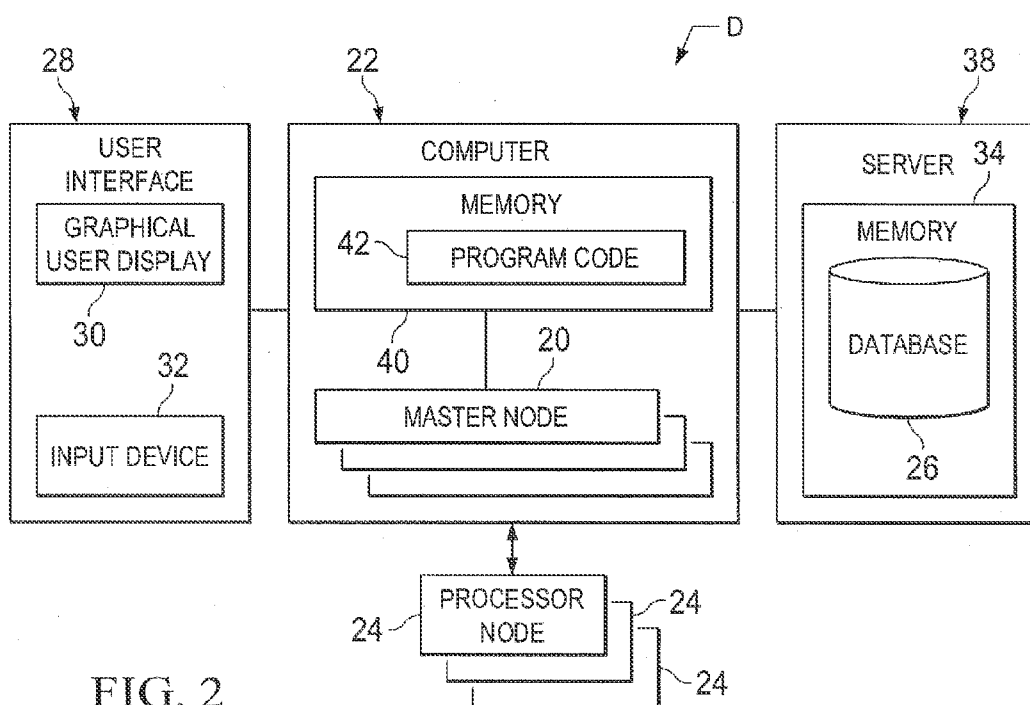 D
28
22
38
USER
INTERFACE
GRAPHICAL
USER DISPLAY
30
32
INPUT DEVICE
COMPUTER
MEMORY
42
PROGRAM CODE
40
20
MASTER NODE
SERVER
34
MEMORY
DATABASE
26
PROCESSOR
NODE
24
24
24
FIG. 2